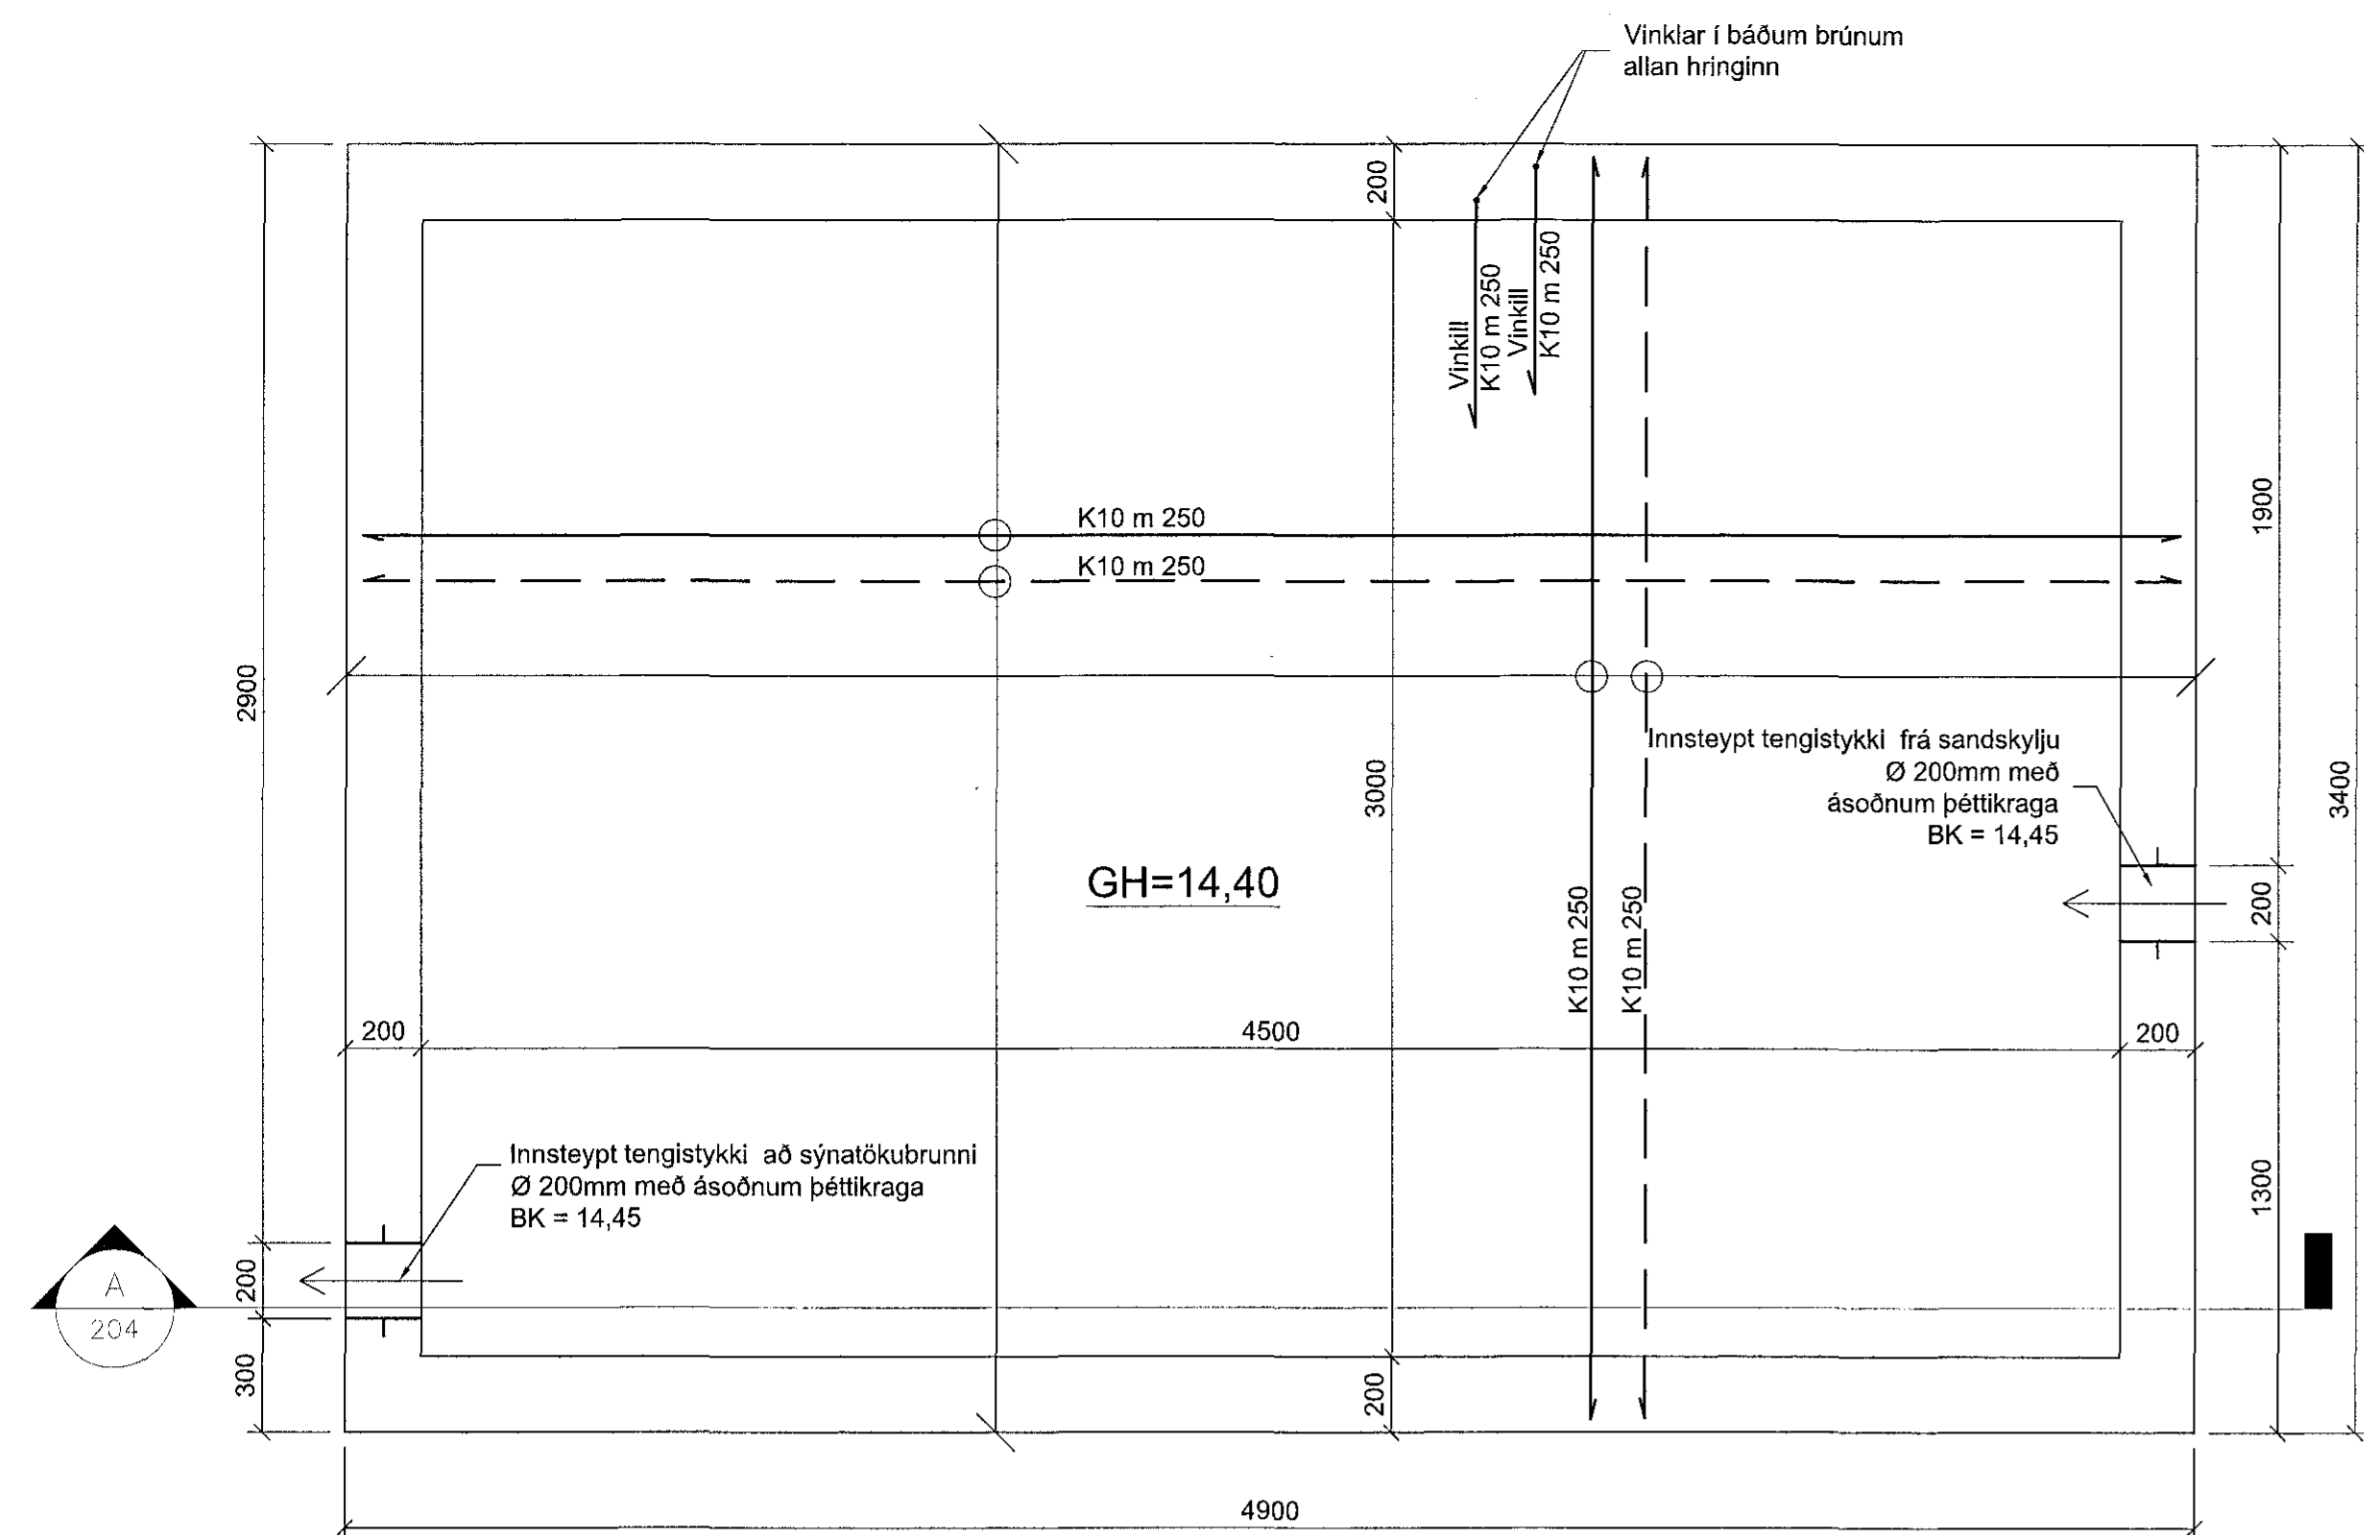 Vinklar í báðum brúnum
allan hringinn
200
Vinkill
K10 m 250
Vinkill
K10 m 250
K10 m 250
K10 m 250
1900
2900
3000
3400
Innsteypt tengistykki frá sandskylju
Ø 200mm með
ásoðnum þéttikraga
BK = 14,45
GH=14,40
K10 m 250
K10 m 250
200
200
4500
200
Innsteypt tengistykki að sýnatökubrunni
Ø 200mm með ásoðnum þéttikraga
BK = 14,45
1300
A
204
200
300
200
4900